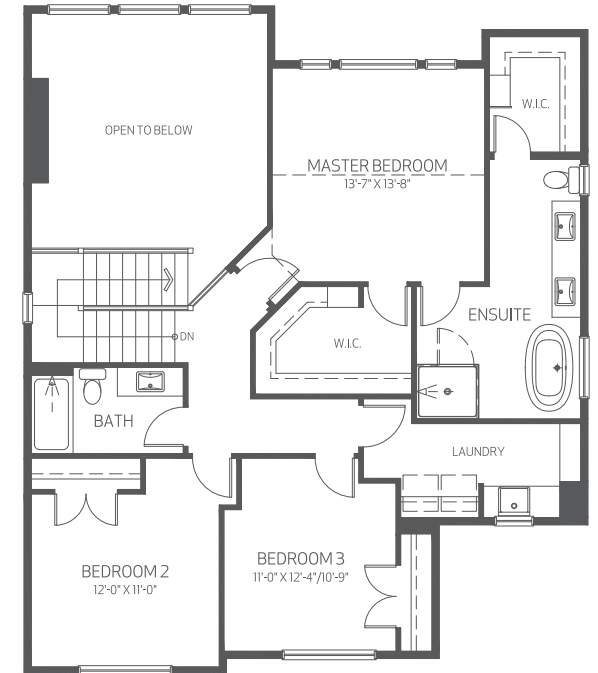 W.I.C.
OPEN TO BELOW
MASTER BEDROOM
13'-7" X 13'-8"
ENSUITE
DN
W.I.C.
BATH
LAUNDRY
BEDROOM 2
12'-0" X 11'-0"
BEDROOM 3
11'-0" X 12'-4"/10'-9"